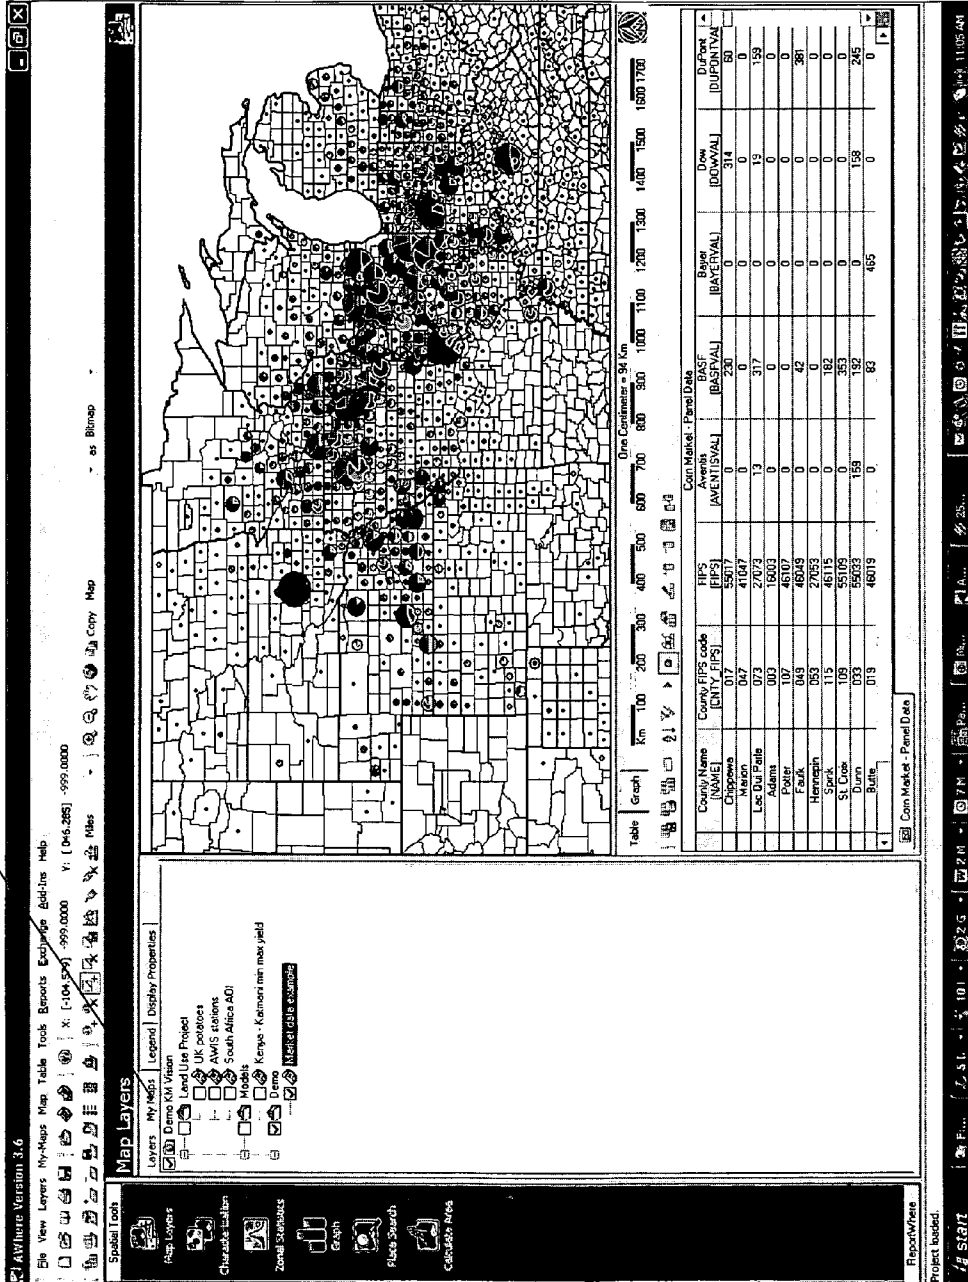 AWhere Version 3.6
File View Layers My-Maps Map Table Tools Reports Exchange Add-Ins Help
X: [-104.579] -999.0000 Y: [046.285] -999.0000
Miles
Copy Map as Bitmap
Map Layers
Spatial Tools
Map Layers
Characterization
Zonal Statistics
Graph
Place Search
Calculate Area
ReportWhere
Layers My Maps Legend Display Properties
Demo KM Vision
Land Use Project
UK potatoes
AWIS stations
South Africa AOI
Models
Kenya - Katmani min max yield
Demo
Market data example
One Centimeter = 94 Km
Km 100 200 300 400 500 600 700 800 900 1000 1100 1200 1300 1400 1500 1600 1700
Table Graph
Corn Market - Panel Data
County Name County FIPS code FIPS Aventis BASF Bayer Dow DuPont
[NAME] [CNTY_FIPS] [FIPS] [AVENTISVAL] [BASFVAL] [BAYERVAL] [DOWVAL] [DUPONTVAL
Chippewa 017 55017 0 230 0 314 60
Marion 047 41047 0 0 0 0 0
Lac Qui Parle 073 27073 13 317 0 19 159
Adams 003 16003 0 0 0 0 0
Potter 107 46107 0 0 0 0 0
Faulk 049 46049 0 42 0 0 381
Hennepin 053 27053 0 0 0 0 0
Spink 115 46115 0 182 0 0 0
St. Croix 109 55109 0 353 0 0 0
Dunn 033 55033 159 192 0 158 245
Butte 019 46019 0 83 465 0 0
Corn Market - Panel Data
Project loaded.
start
11:05 AM